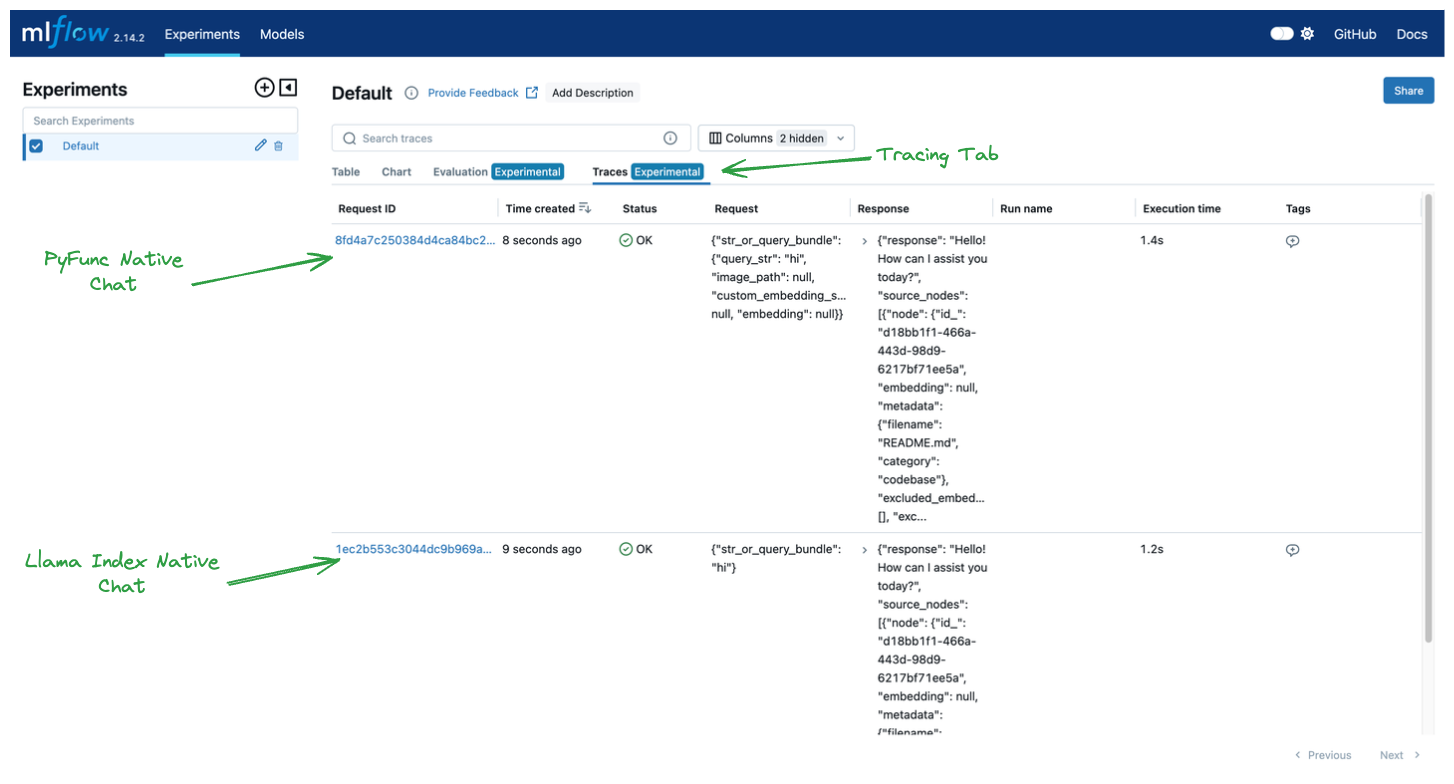 mlflow 2.14.2 Experiments Models GitHub Docs
Experiments
Search Experiments
Default
Default Provide Feedback Add Description Share
Search traces Columns 2 hidden
Table Chart Evaluation Experimental Traces Experimental
Tracing Tab
Request ID Time created Status Request Response Run name Execution time Tags
PyFunc Native
Chat
8fd4a7c250384d4ca84bc2... 8 seconds ago OK
{"str_or_query_bundle":
{"query_str": "hi",
"image_path": null,
"custom_embedding_s...
null, "embedding": null}}
{"response": "Hello!
How can I assist you
today?",
"source_nodes":
[{"node": {"id_":
"d18bb1f1-466a-
443d-98d9-
6217bf71ee5a",
"embedding": null,
"metadata":
{"filename":
"README.md",
"category":
"codebase"},
"excluded_embed...
[], "exc...
1.4s
Llama Index Native
Chat
1ec2b553c3044dc9b969a... 9 seconds ago OK
{"str_or_query_bundle":
"hi"}
{"response": "Hello!
How can I assist you
today?",
"source_nodes":
[{"node": {"id_":
"d18bb1f1-466a-
443d-98d9-
6217bf71ee5a",
"embedding": null,
"metadata":
{"filename":
1.2s
Previous Next